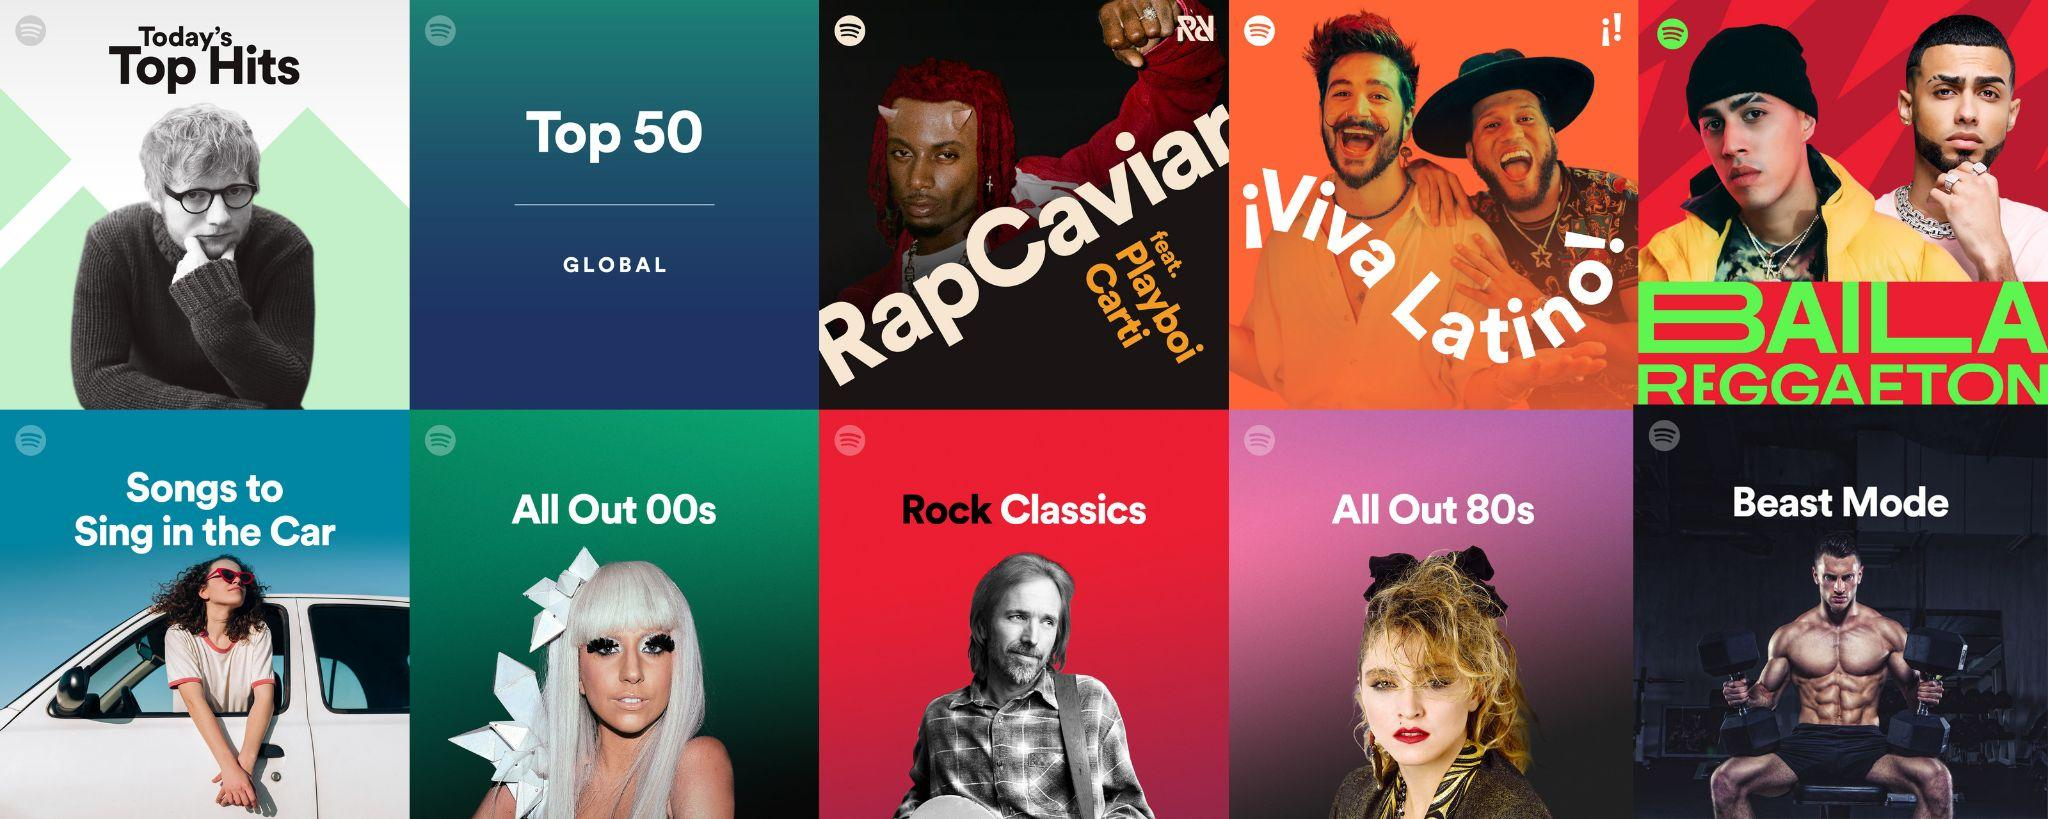 Today's
Top Hits
Top 50
GLOBAL
RapCaviar
feat.
Playboi
Carti
¡Viva Latino!
¡!
BAILA
REGGAETON
Songs to
Sing in the Car
All Out 00s
Rock Classics
All Out 80s
Beast Mode